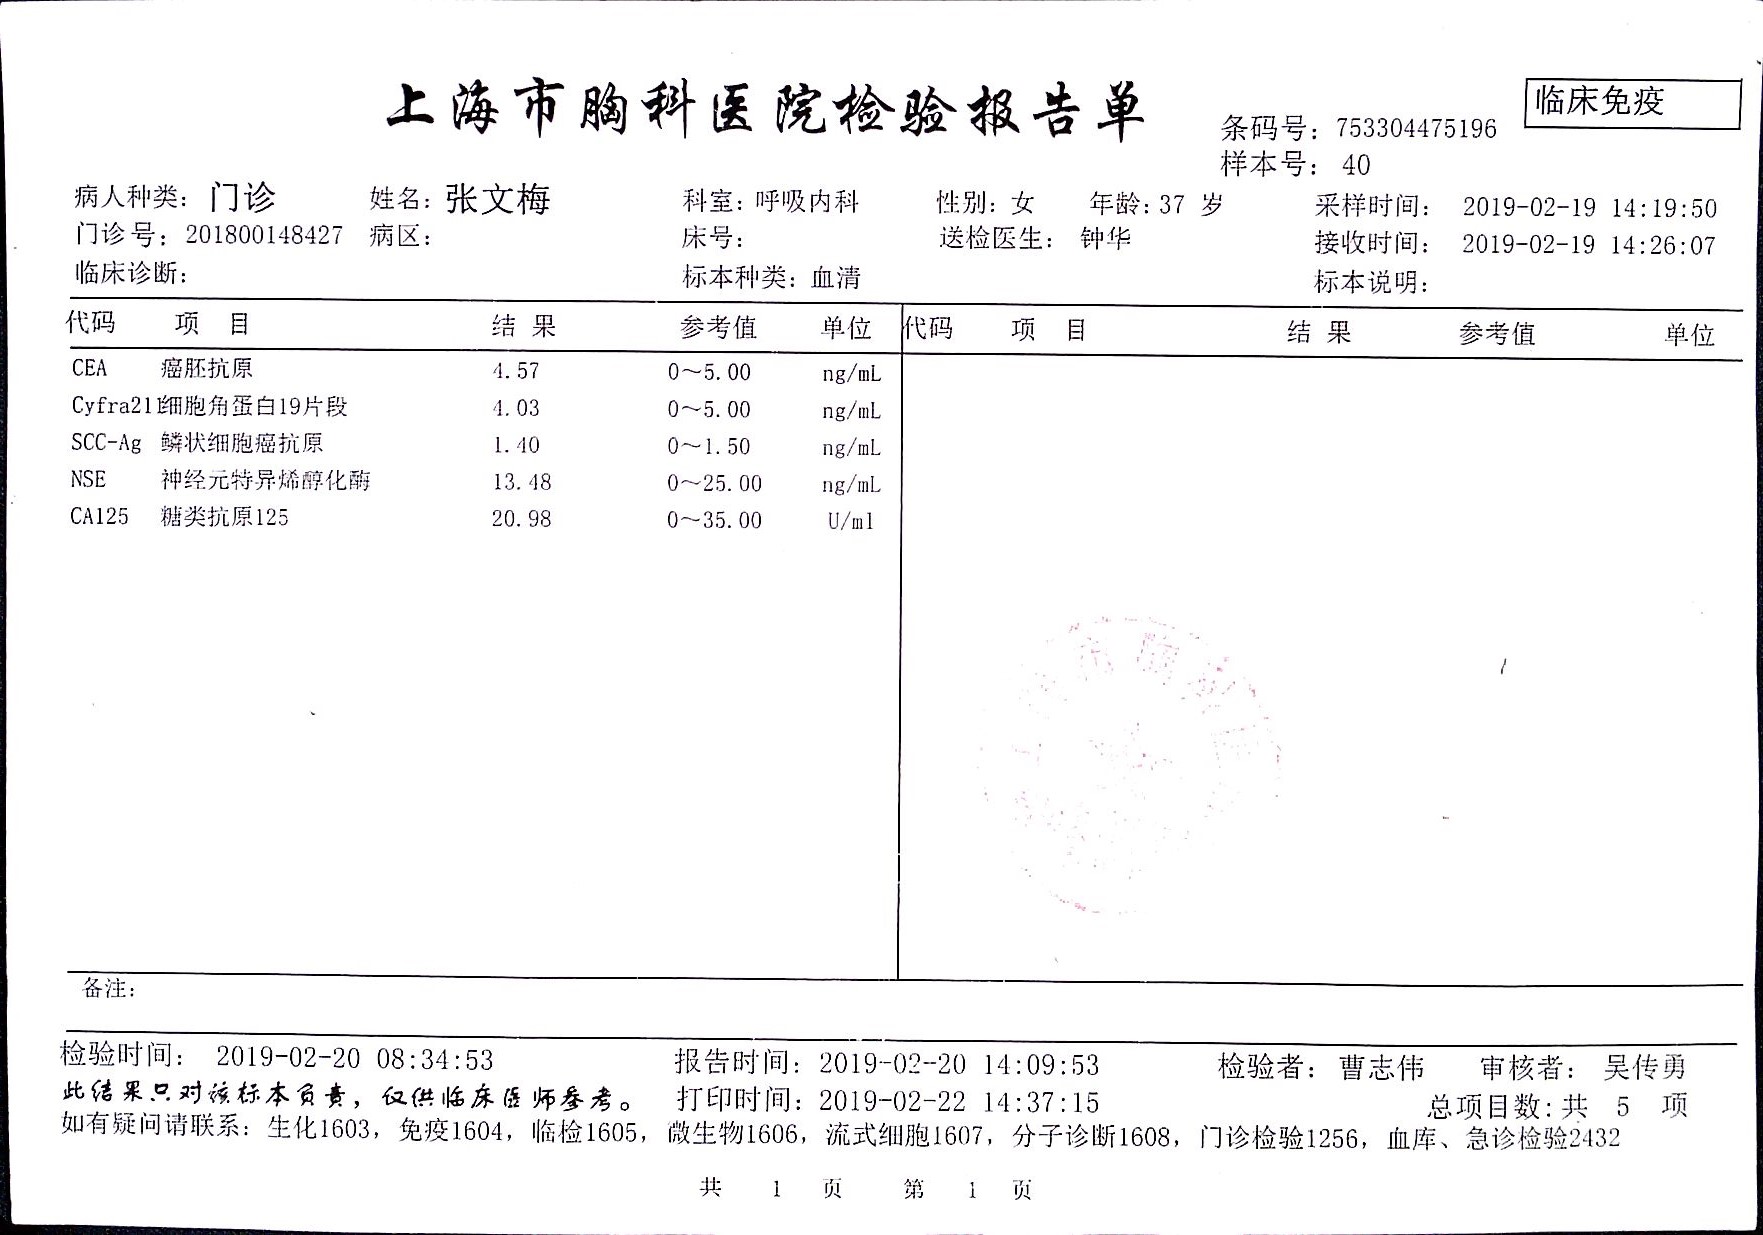 上海市胸科医院检验报告单
临床免疫
条码号：753304475196
样本号：40
病人种类：门诊 姓名：张文梅 科室：呼吸内科 性别：女 年龄：37 岁 采样时间： 2019-02-19 14:19:50
门诊号：201800148427 病区： 床号： 送检医生： 钟华 接收时间： 2019-02-19 14:26:07
临床诊断： 标本种类：血清 标本说明：
代码 项 目 结 果 参考值 单位 代码 项 目 结 果 参考值 单位
CEA 癌胚抗原 4.57 0～5.00 ng/mL
Cyfra211细胞角蛋白19片段 4.03 0～5.00 ng/mL
SCC-Ag 鳞状细胞癌抗原 1.40 0～1.50 ng/mL
NSE 神经元特异烯醇化酶 13.48 0～25.00 ng/mL
CA125 糖类抗原125 20.98 0～35.00 U/ml
备注：
检验时间： 2019-02-20 08:34:53 报告时间：2019-02-20 14:09:53 检验者： 曹志伟 审核者： 吴传勇
此结果只对该标本负责，仅供临床医师参考。 打印时间：2019-02-22 14:37:15 总项目数：共 5 项
如有疑问请联系：生化1603，免疫1604，临检1605，微生物1606，流式细胞1607，分子诊断1608，门诊检验1256，血库、急诊检验2432
共 1 页 第 1 页